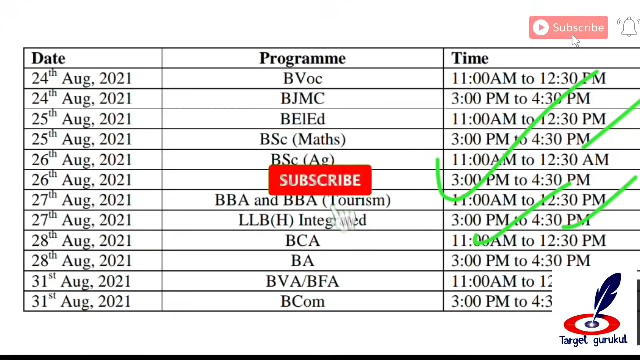 Subscribe
Date Programme Time
24th Aug, 2021 BVoc 11:00AM to 12:30 PM
24th Aug, 2021 BJMC 3:00 PM to 4:30 PM
25th Aug, 2021 BElEd 11:00AM to 12:30 PM
25th Aug, 2021 BSc (Maths) 3:00 PM to 4:30 PM
26th Aug, 2021 BSc (Ag) 11:00AM to 12:30 AM
26th Aug, 2021 SUBSCRIBE 3:00 PM to 4:30 PM
27th Aug, 2021 BBA and BBA (Tourism) 11:00AM to 12:30 PM
27th Aug, 2021 LLB(H) Integrated 3:00 PM to 4:30 PM
28th Aug, 2021 BCA 11:00AM to 12:30 PM
28th Aug, 2021 BA 3:00 PM to 4:30 PM
31st Aug, 2021 BVA/BFA 11:00AM to
31st Aug, 2021 BCom 3:00 PM to
Target gurukul